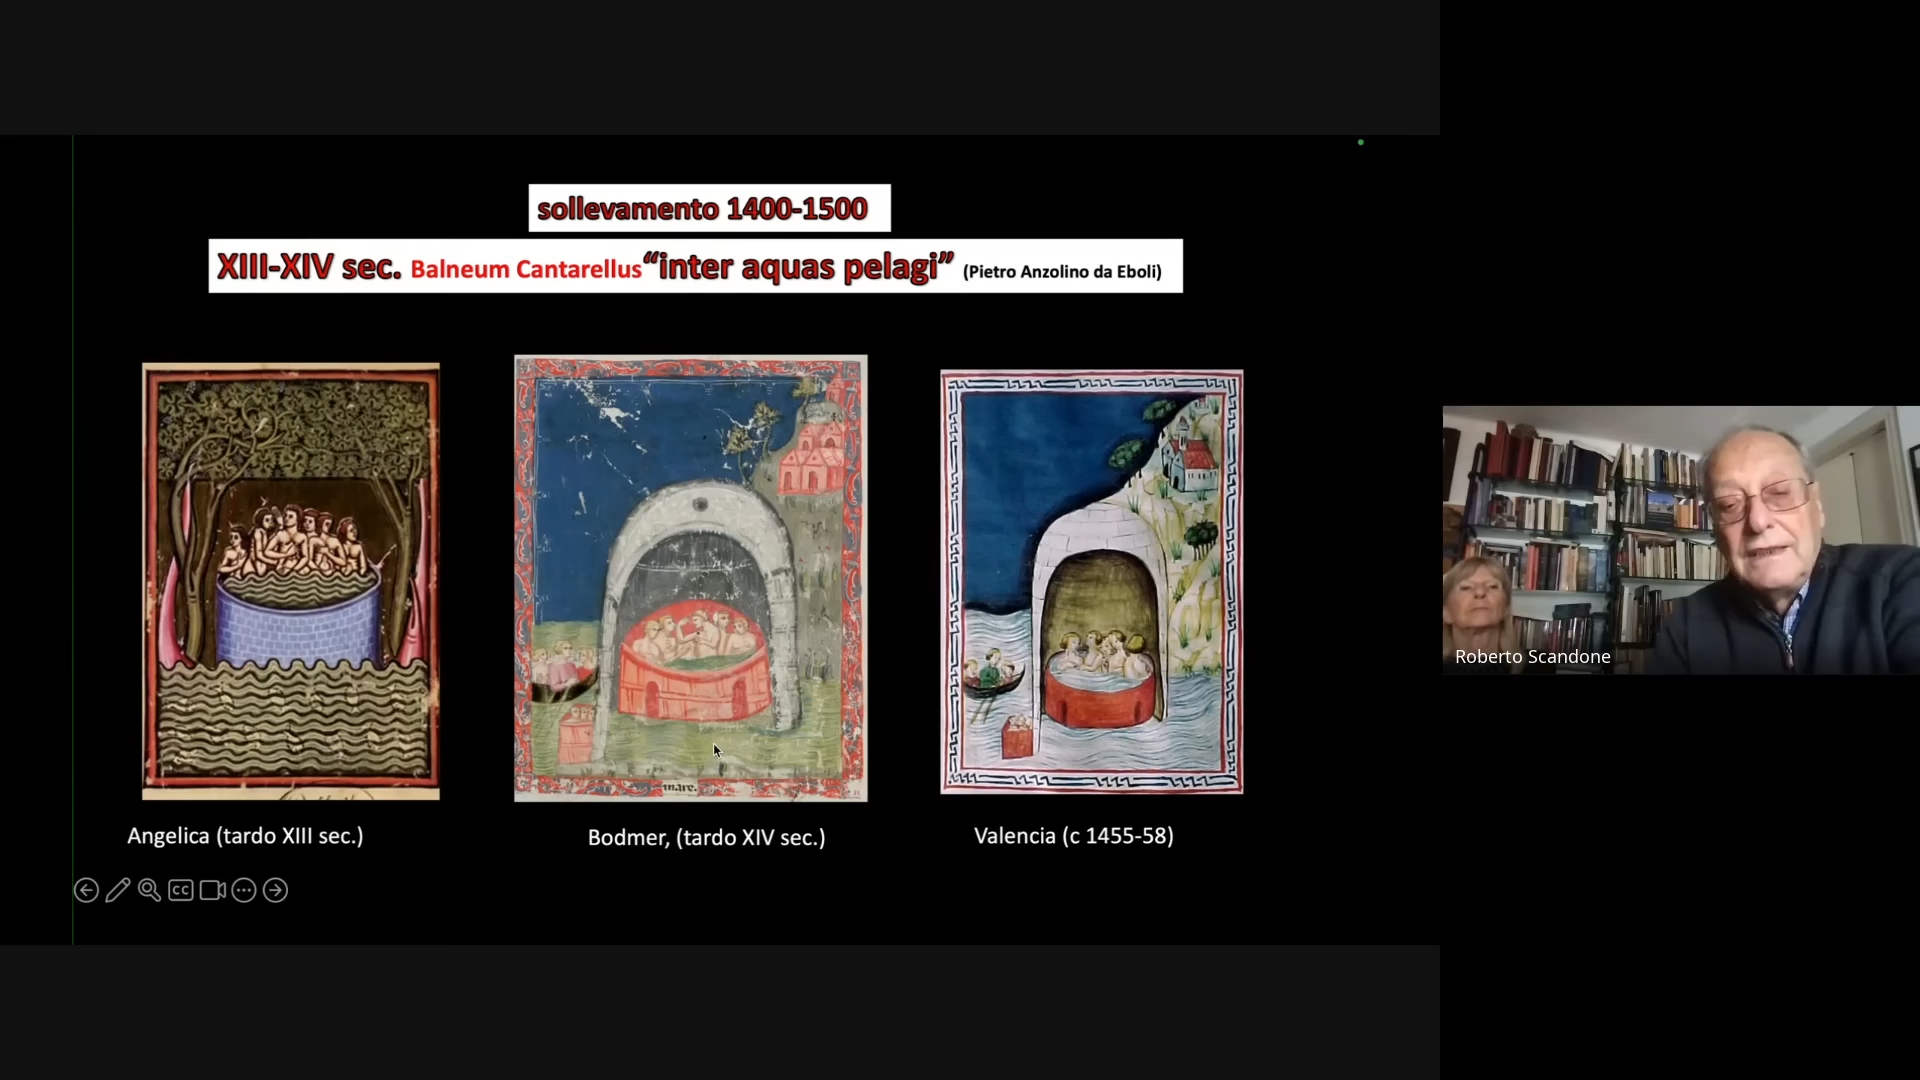 sollevamento 1400-1500
XIII-XIV sec. Balneum Cantarellus“inter aquas pelagi” (Pietro Anzolino da Eboli)
mare.
Angelica (tardo XIII sec.)
Bodmer, (tardo XIV sec.)
Valencia (c 1455-58)
CC
Roberto Scandone